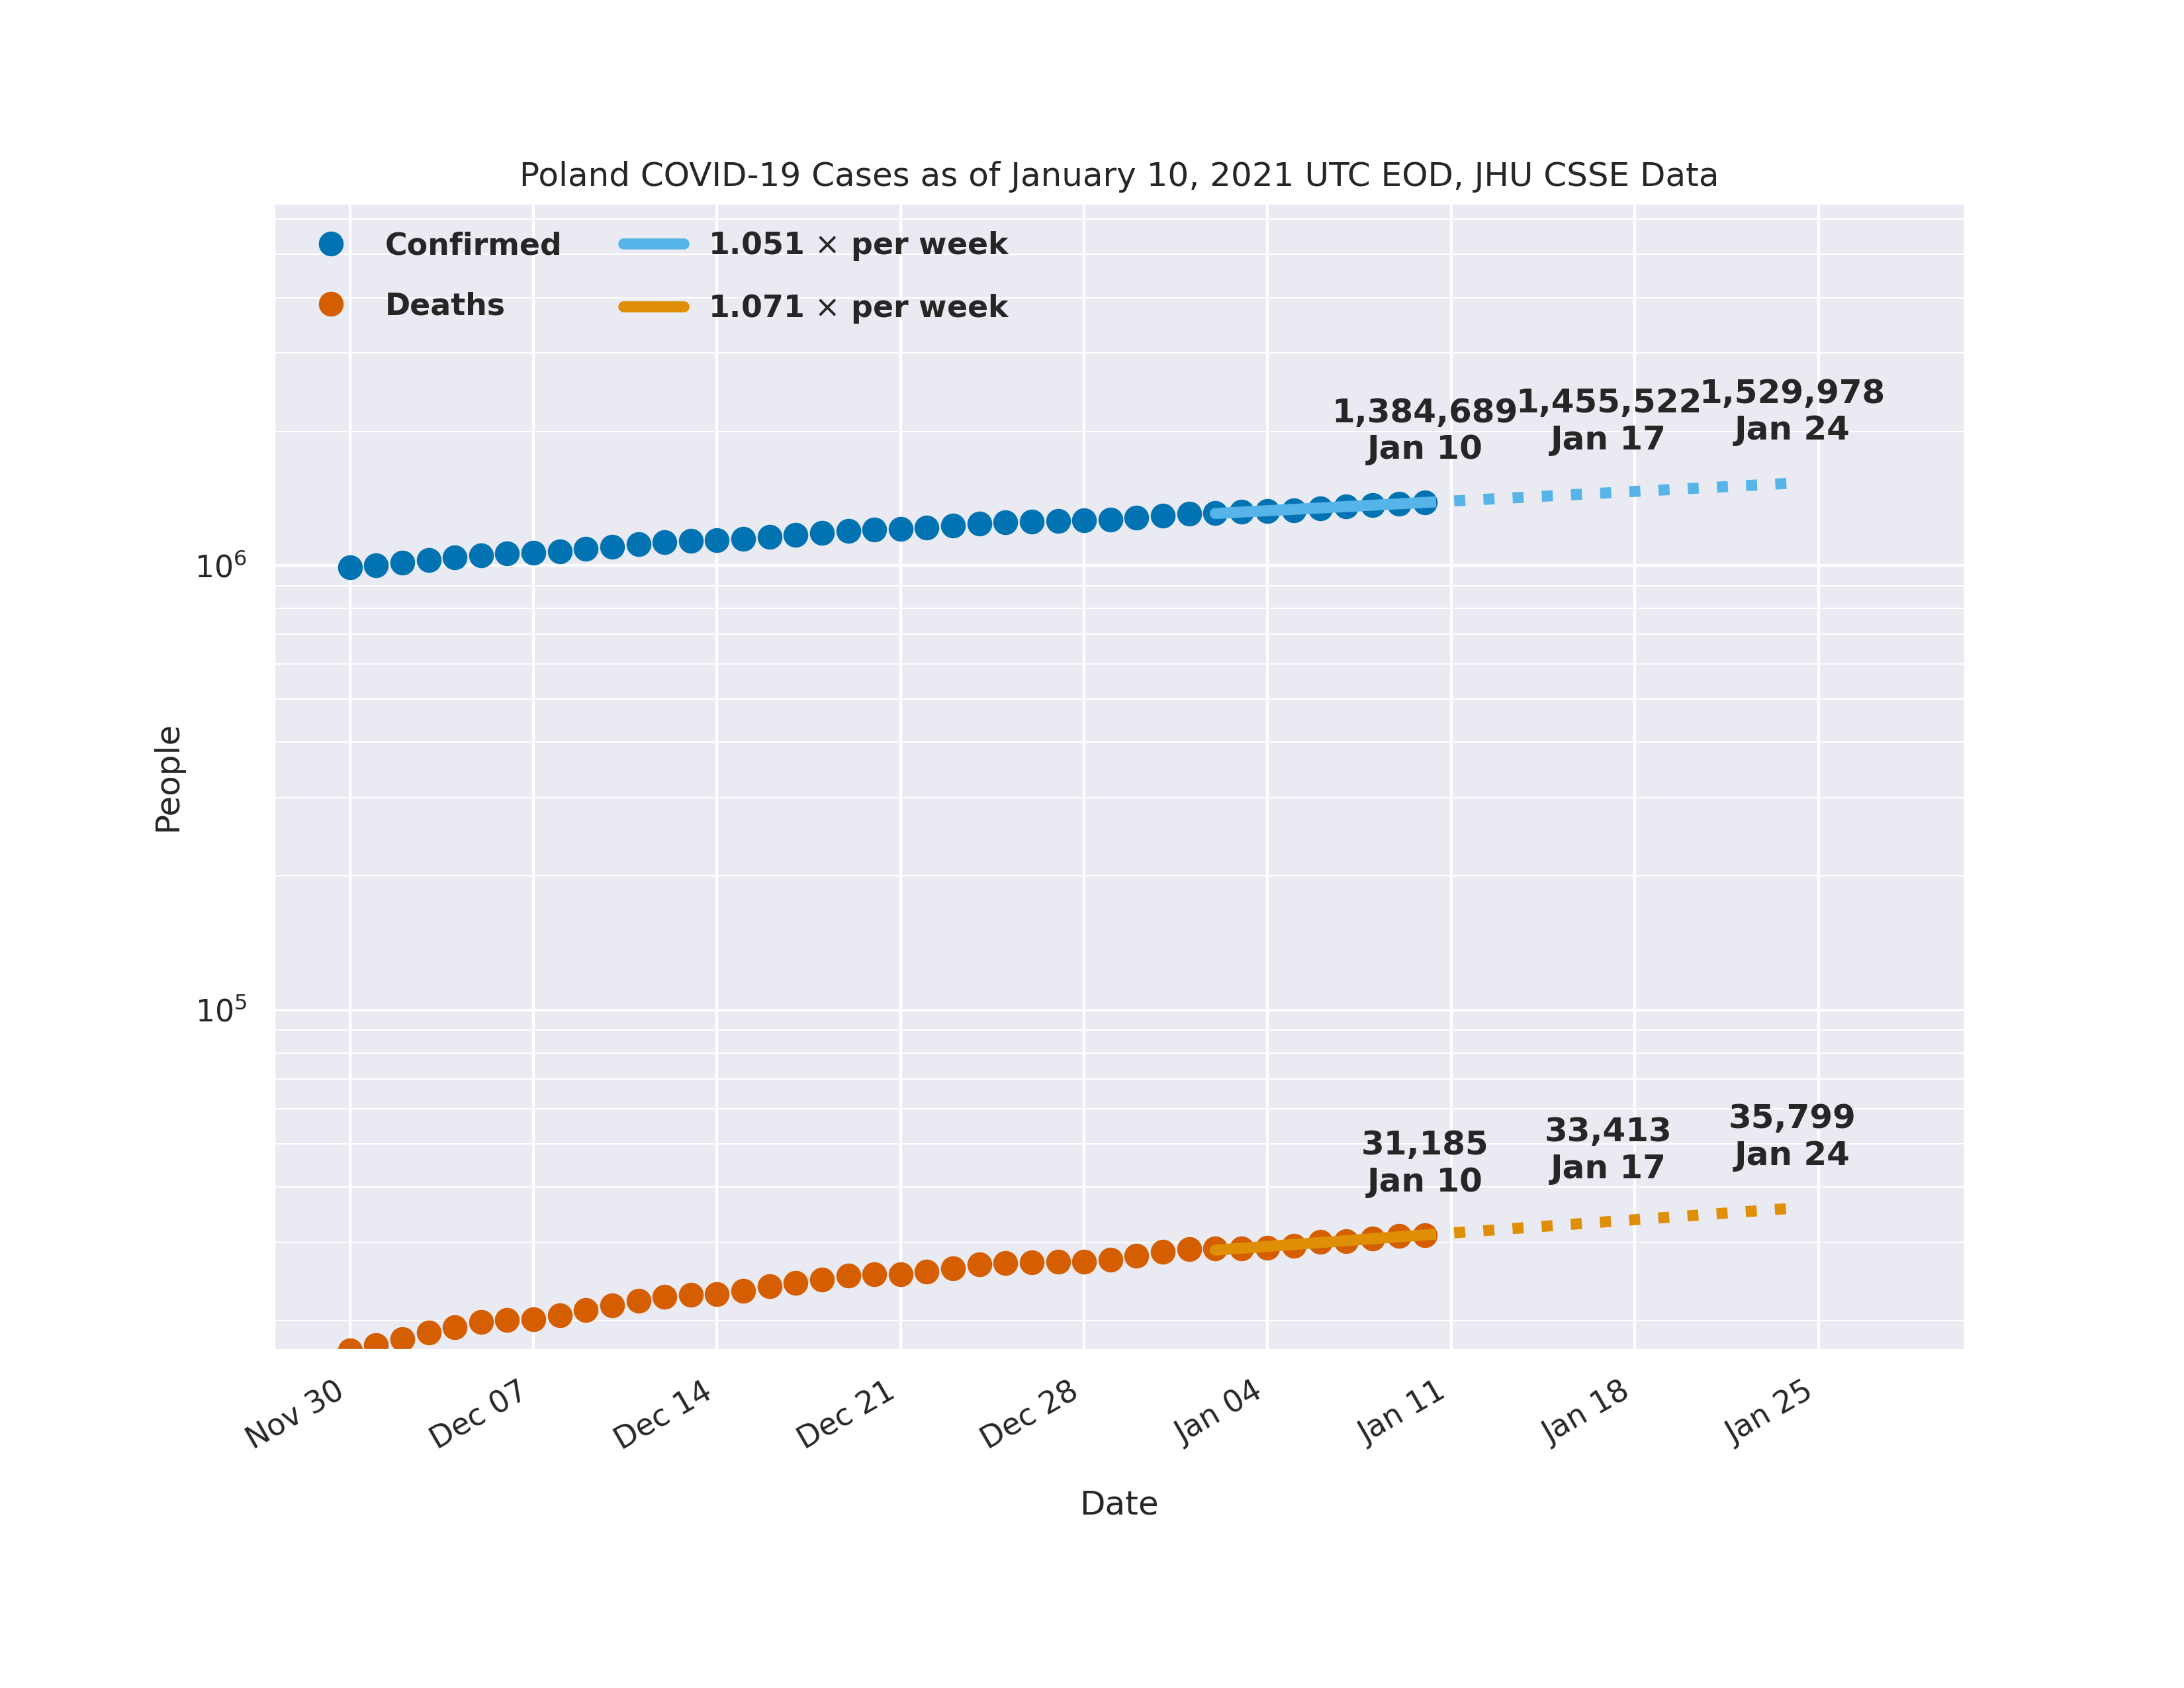 Poland COVID-19 Cases as of January 10, 2021 UTC EOD, JHU CSSE Data
Confirmed
Deaths
1.051 × per week
1.071 × per week
1,384,689
Jan 10
1,455,522
Jan 17
1,529,978
Jan 24
10⁶
People
10⁵
31,185
Jan 10
33,413
Jan 17
35,799
Jan 24
Nov 30
Dec 07
Dec 14
Dec 21
Dec 28
Jan 04
Jan 11
Jan 18
Jan 25
Date